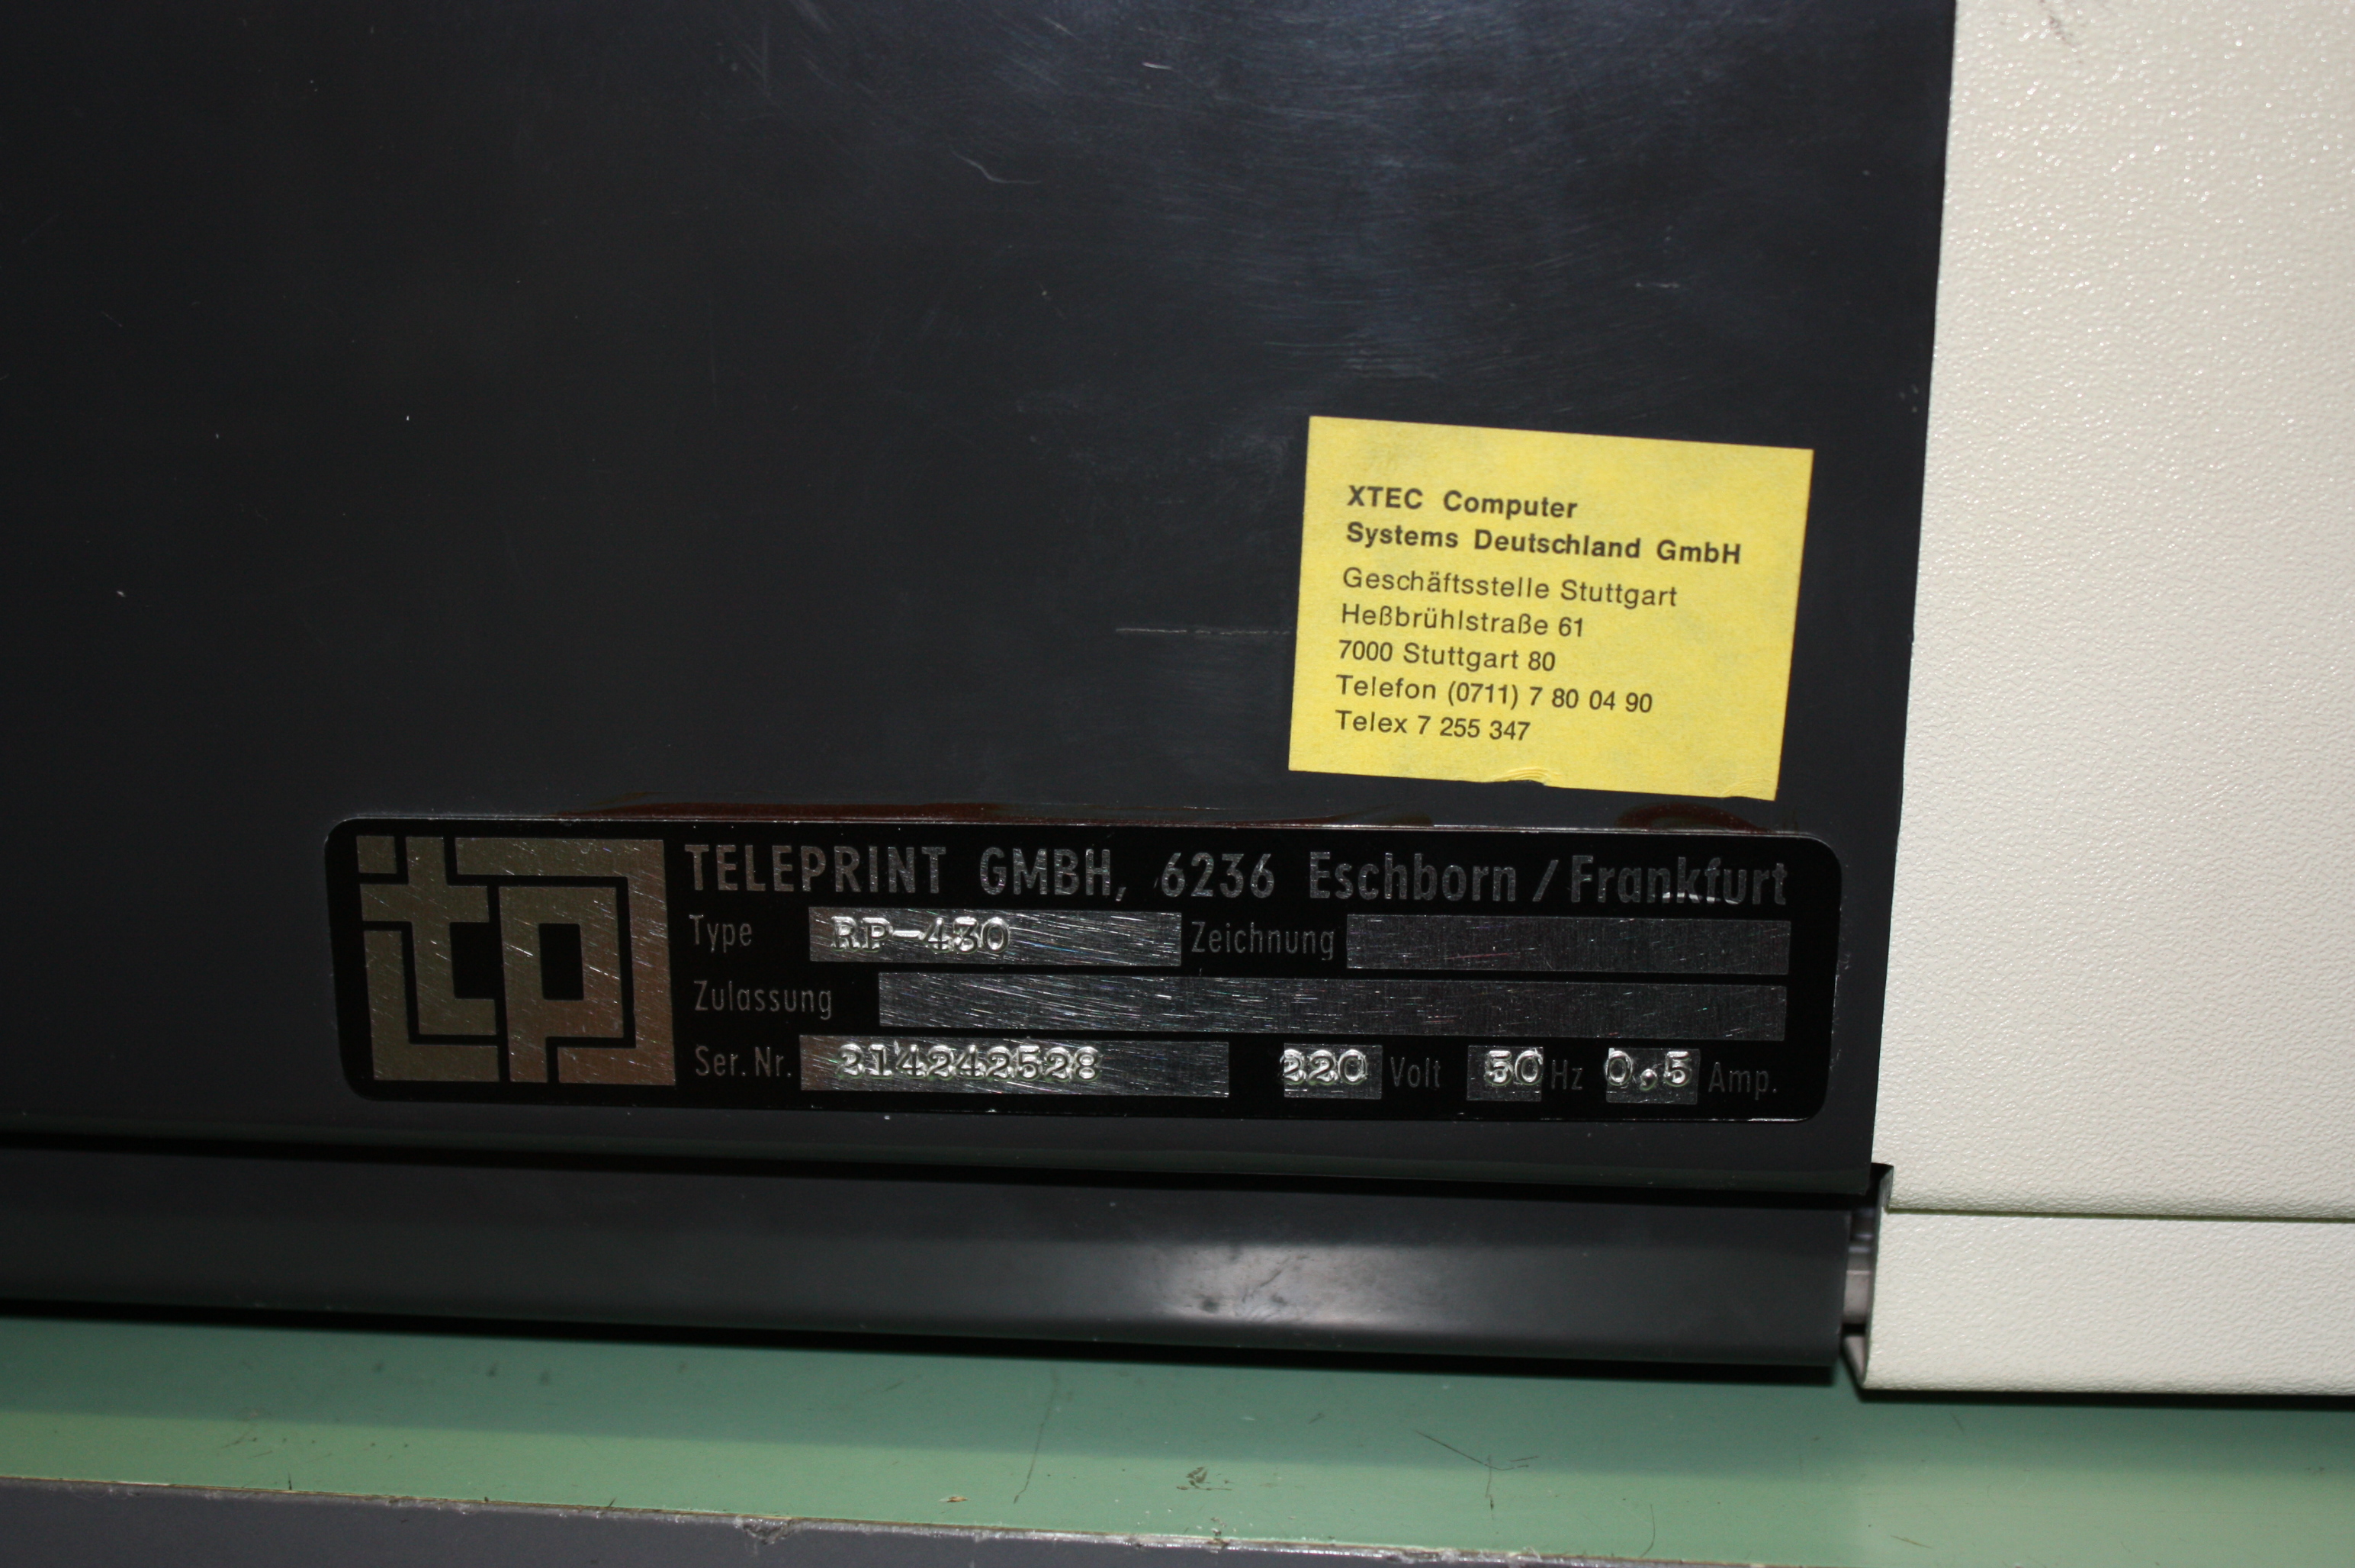 XTEC Computer
Systems Deutschland GmbH
Geschäftsstelle Stuttgart
Heßbrühlstraße 61
7000 Stuttgart 80
Telefon (0711) 7 80 04 90
Telex 7 255 347
tp TELEPRINT GMBH, 6236 Eschborn / Frankfurt
Type RP-430 Zeichnung
Zulassung
Ser. Nr. 214242528 220 Volt 50 Hz 0,5 Amp.